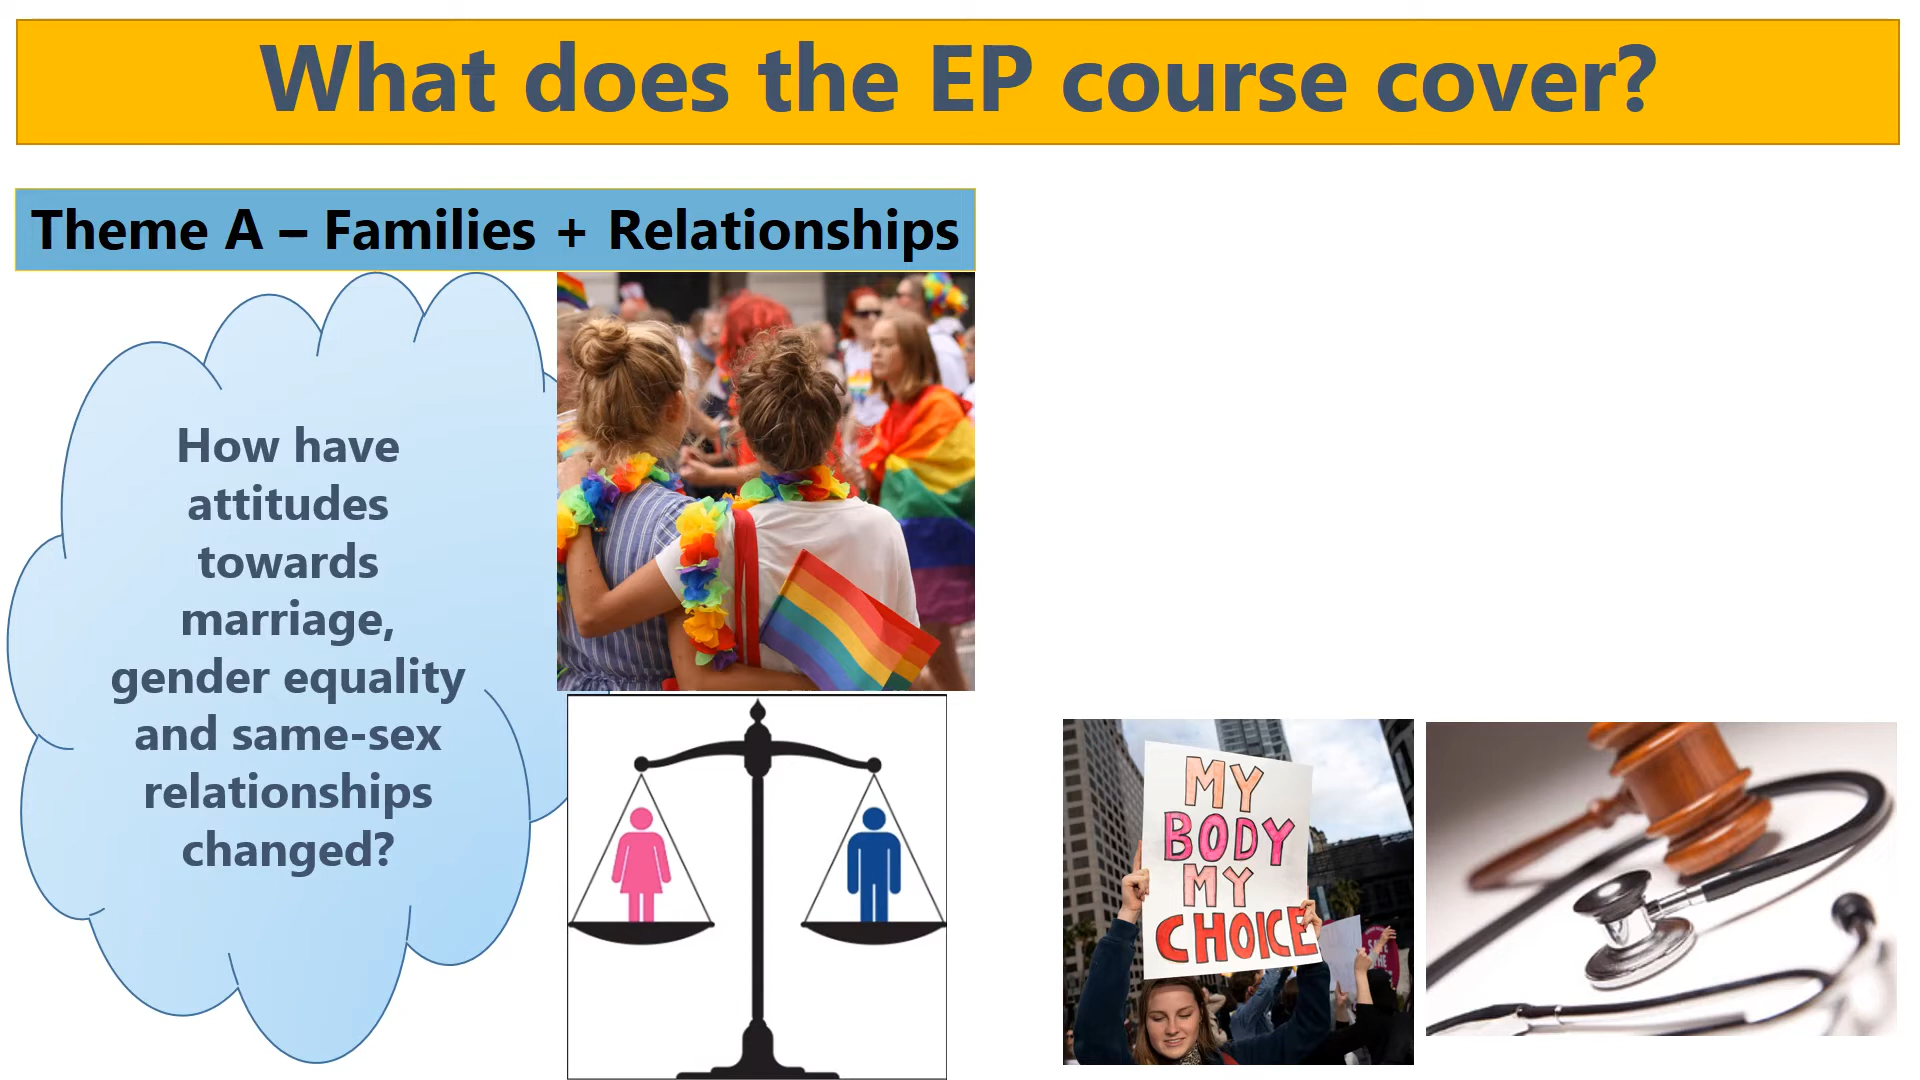 What does the EP course cover?
Theme A – Families + Relationships
How have
attitudes
towards
marriage,
gender equality
and same-sex
relationships
changed?
MY
BODY
MY
CHOICE